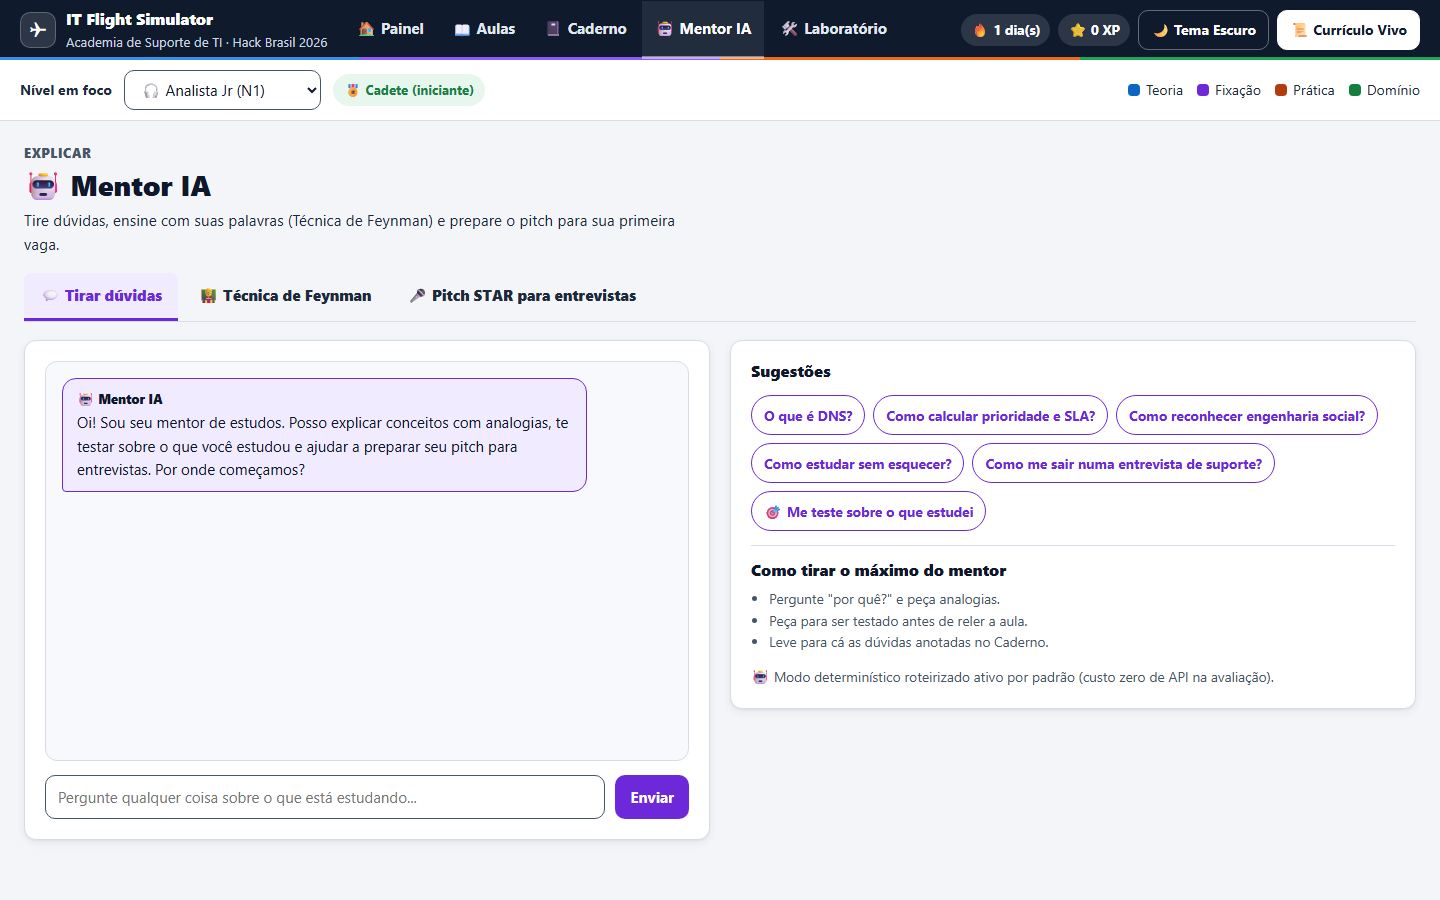 IT Flight Simulator
Academia de Suporte de TI · Hack Brasil 2026
Painel
Aulas
Caderno
Mentor IA
Laboratório
1 dia(s)
0 XP
Tema Escuro
Currículo Vivo
Nível em foco
Analista Jr (N1)
Cadete (iniciante)
Teoria
Fixação
Prática
Domínio
EXPLICAR
Mentor IA
Tire dúvidas, ensine com suas palavras (Técnica de Feynman) e prepare o pitch para sua primeira
vaga.
Tirar dúvidas
Técnica de Feynman
Pitch STAR para entrevistas
Mentor IA
Oi! Sou seu mentor de estudos. Posso explicar conceitos com analogias, te
testar sobre o que você estudou e ajudar a preparar seu pitch para
entrevistas. Por onde começamos?
Pergunte qualquer coisa sobre o que está estudando...
Enviar
Sugestões
O que é DNS?
Como calcular prioridade e SLA?
Como reconhecer engenharia social?
Como estudar sem esquecer?
Como me sair numa entrevista de suporte?
Me teste sobre o que estudei
Como tirar o máximo do mentor
Pergunte "por quê?" e peça analogias.
Peça para ser testado antes de reler a aula.
Leve para cá as dúvidas anotadas no Caderno.
Modo determinístico roteirizado ativo por padrão (custo zero de API na avaliação).